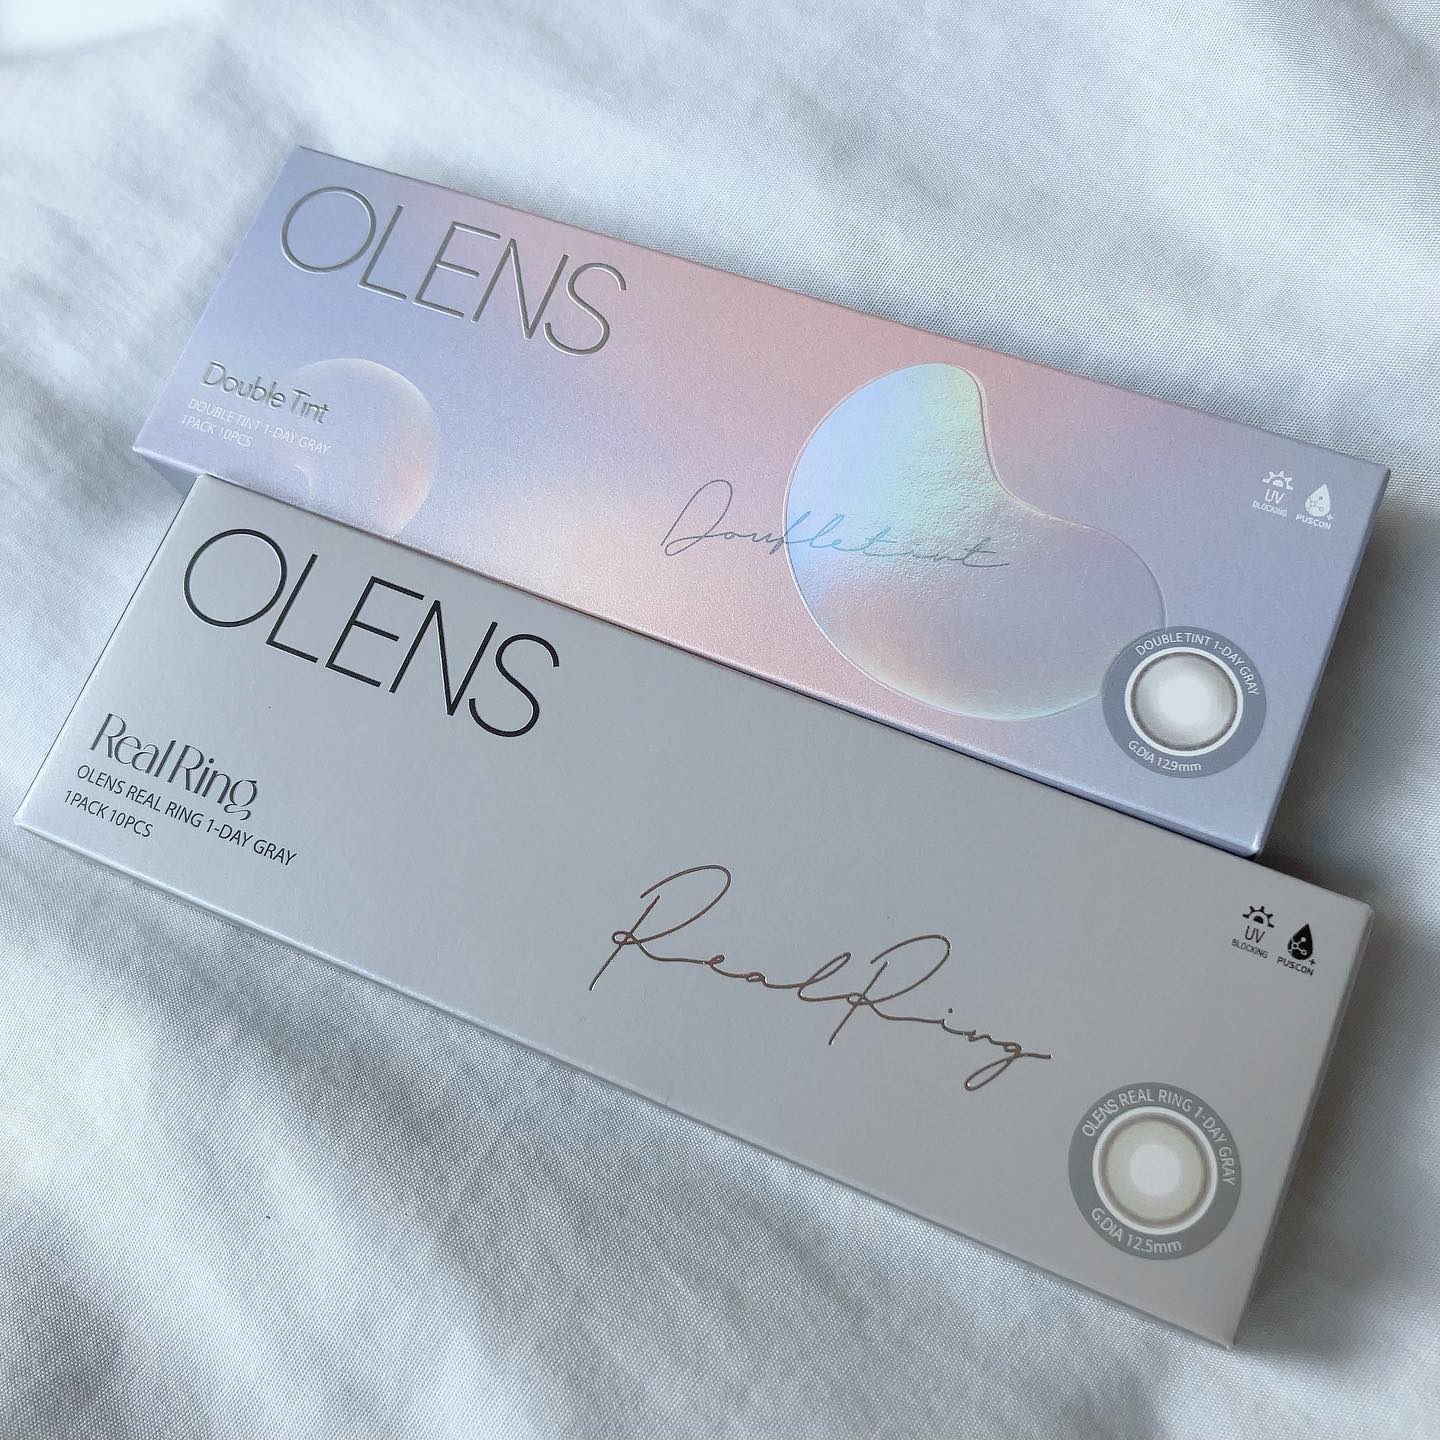 OLENS
Double Tint
DOUBLE TINT 1-DAY GRAY
1PACK 10PCS
Doubletint
UV
BLOCKING
PUSCON
DOUBLE TINT 1-DAY GRAY
G.DIA 12.9mm
OLENS
RealRing
OLENS REAL RING 1-DAY GRAY
1PACK 10PCS
RealRing
UV
BLOCKING
PUSCON
OLENS REAL RING 1-DAY GRAY
G.DIA 12.5mm